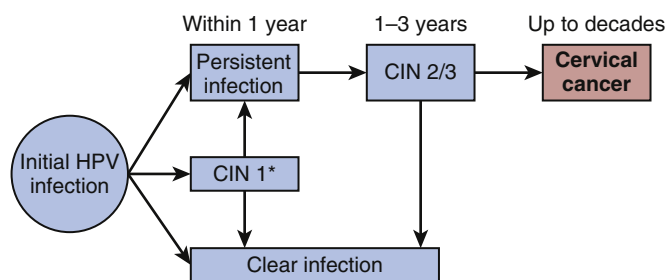 Within 1 year
1–3 years
Up to decades
Persistent
infection
CIN 2/3
Cervical
cancer
Initial HPV
infection
CIN 1*
Clear infection